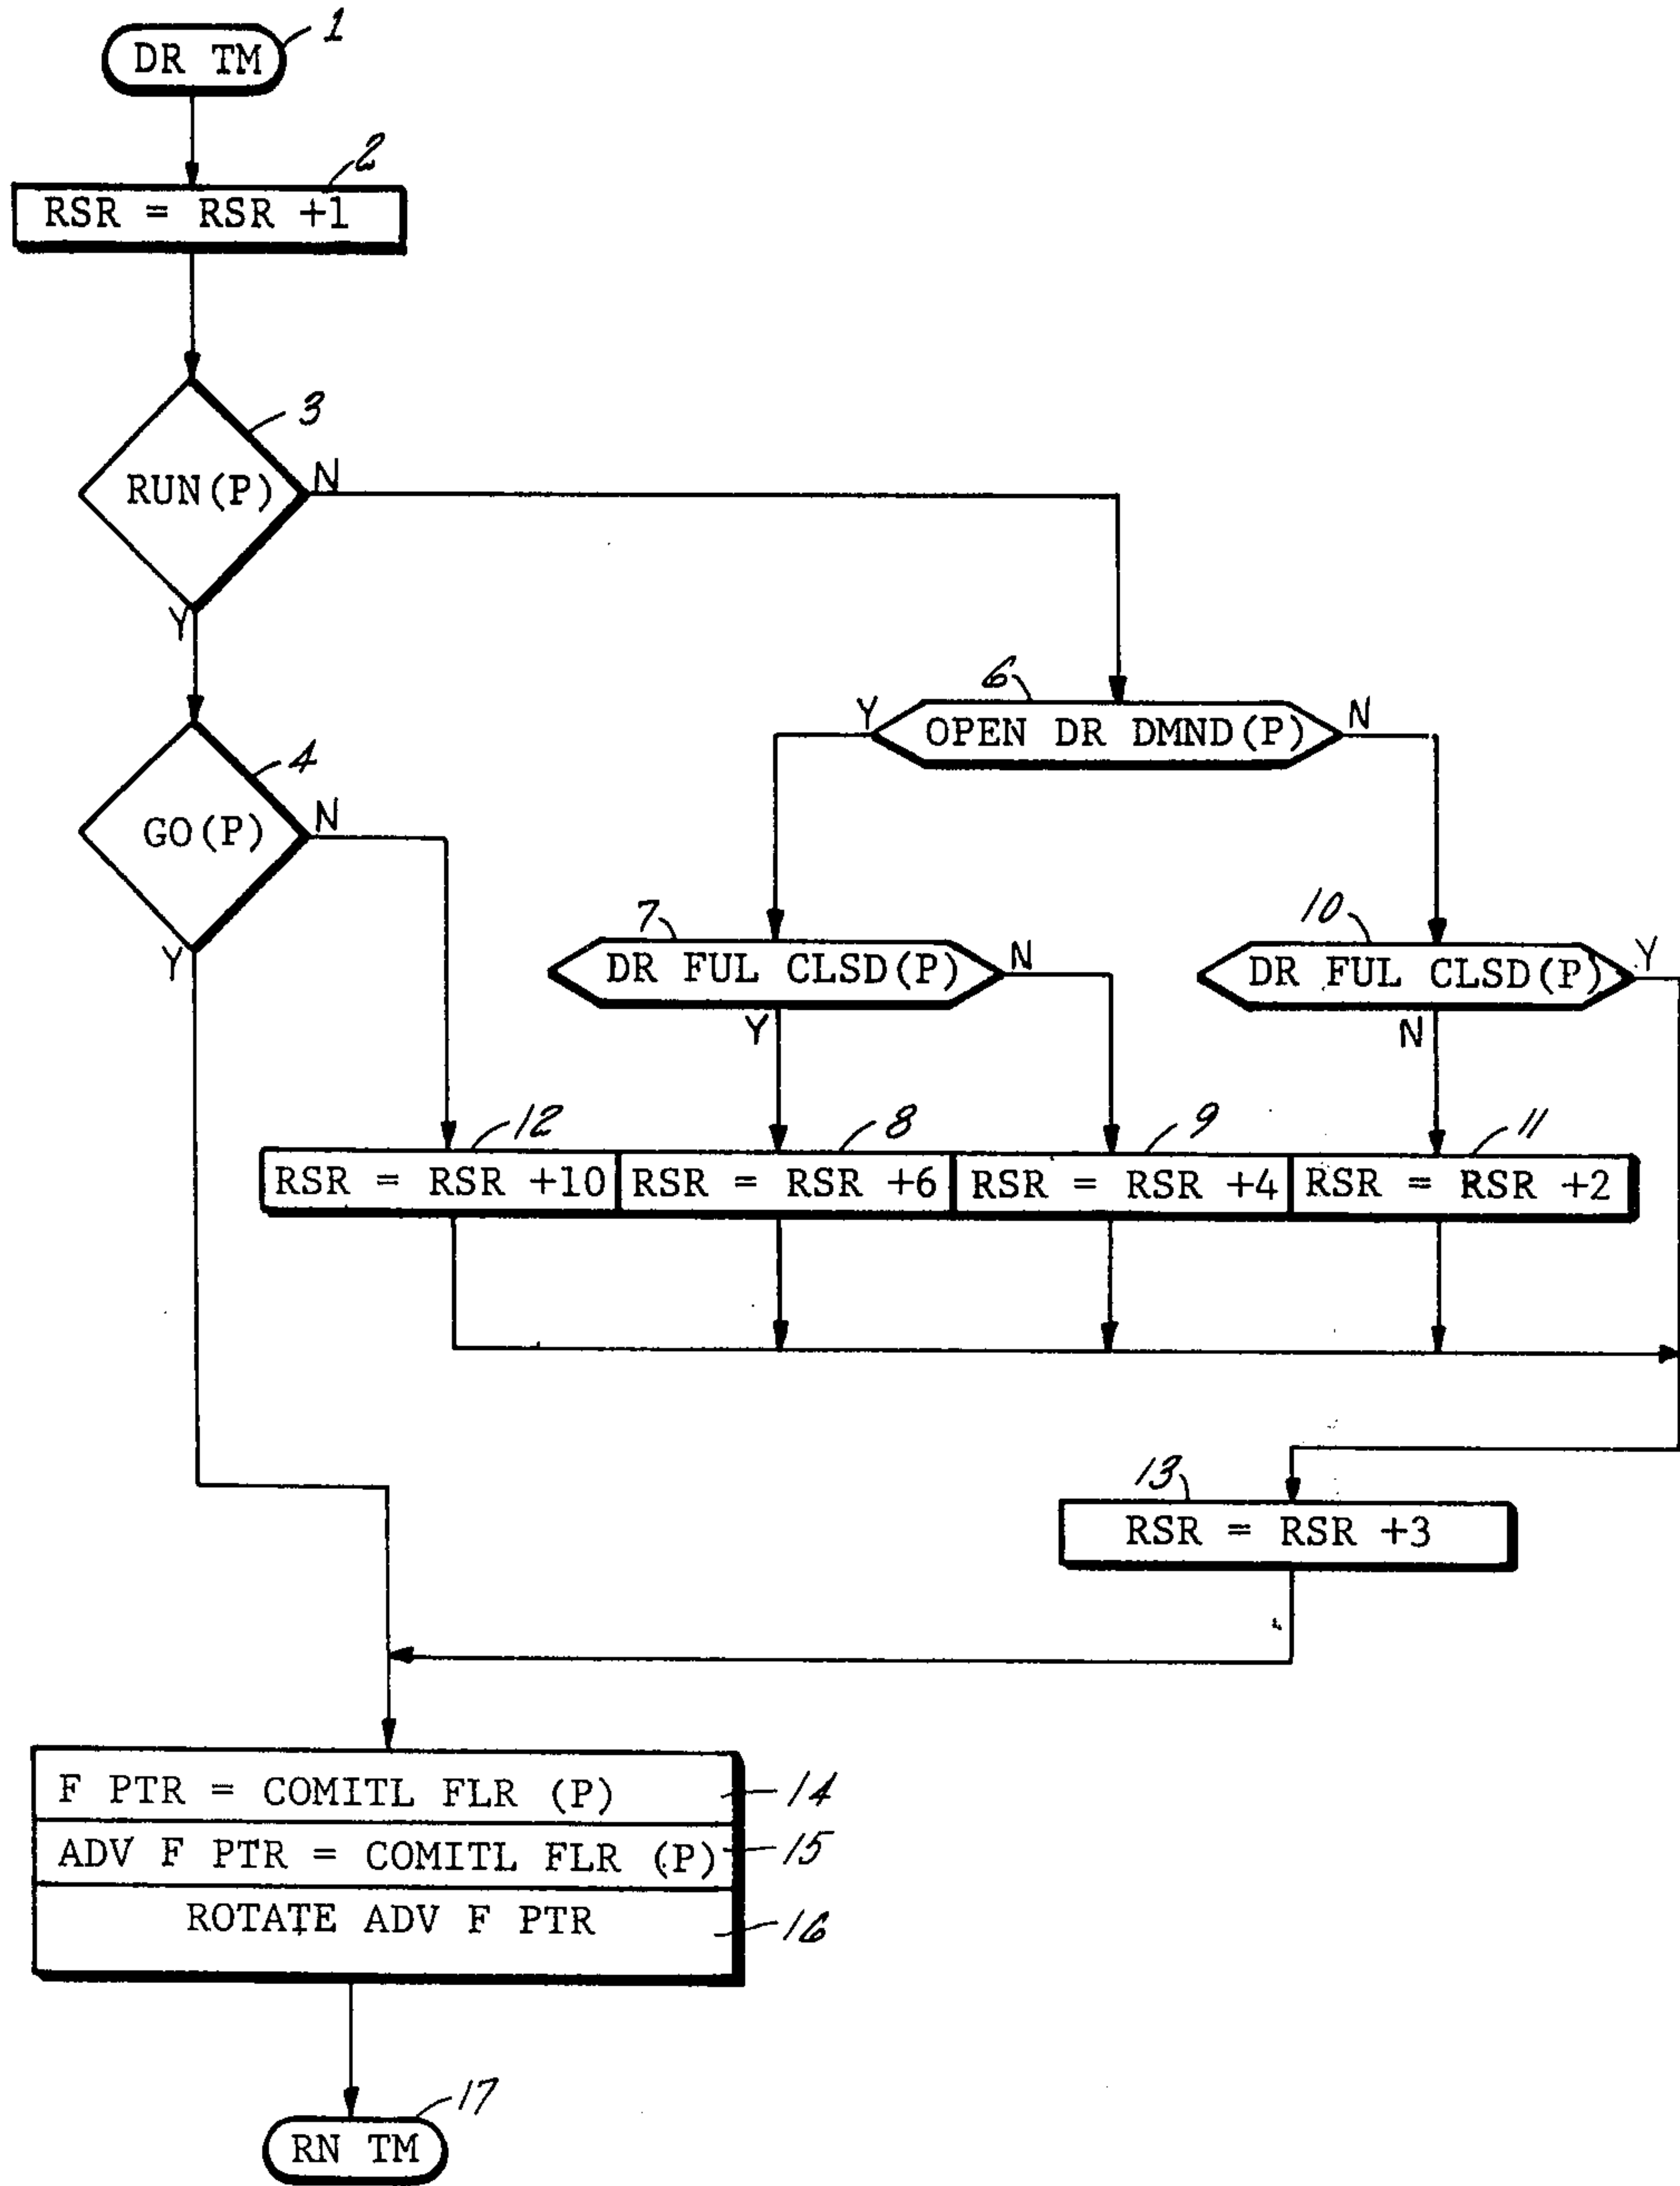 1
DR TM
2
RSR = RSR +1
3
RUN(P)
N
Y
4
GO(P)
N
Y
6
Y
OPEN DR DMND(P)
N
7
DR FUL CLSD(P)
N
Y
10
DR FUL CLSD(P)
Y
N
12
RSR = RSR +10
8
RSR = RSR +6
9
RSR = RSR +4
11
RSR = RSR +2
13
RSR = RSR +3
F PTR = COMITL FLR (P)
14
ADV F PTR = COMITL FLR (P)
15
ROTATE ADV F PTR
16
17
RN TM